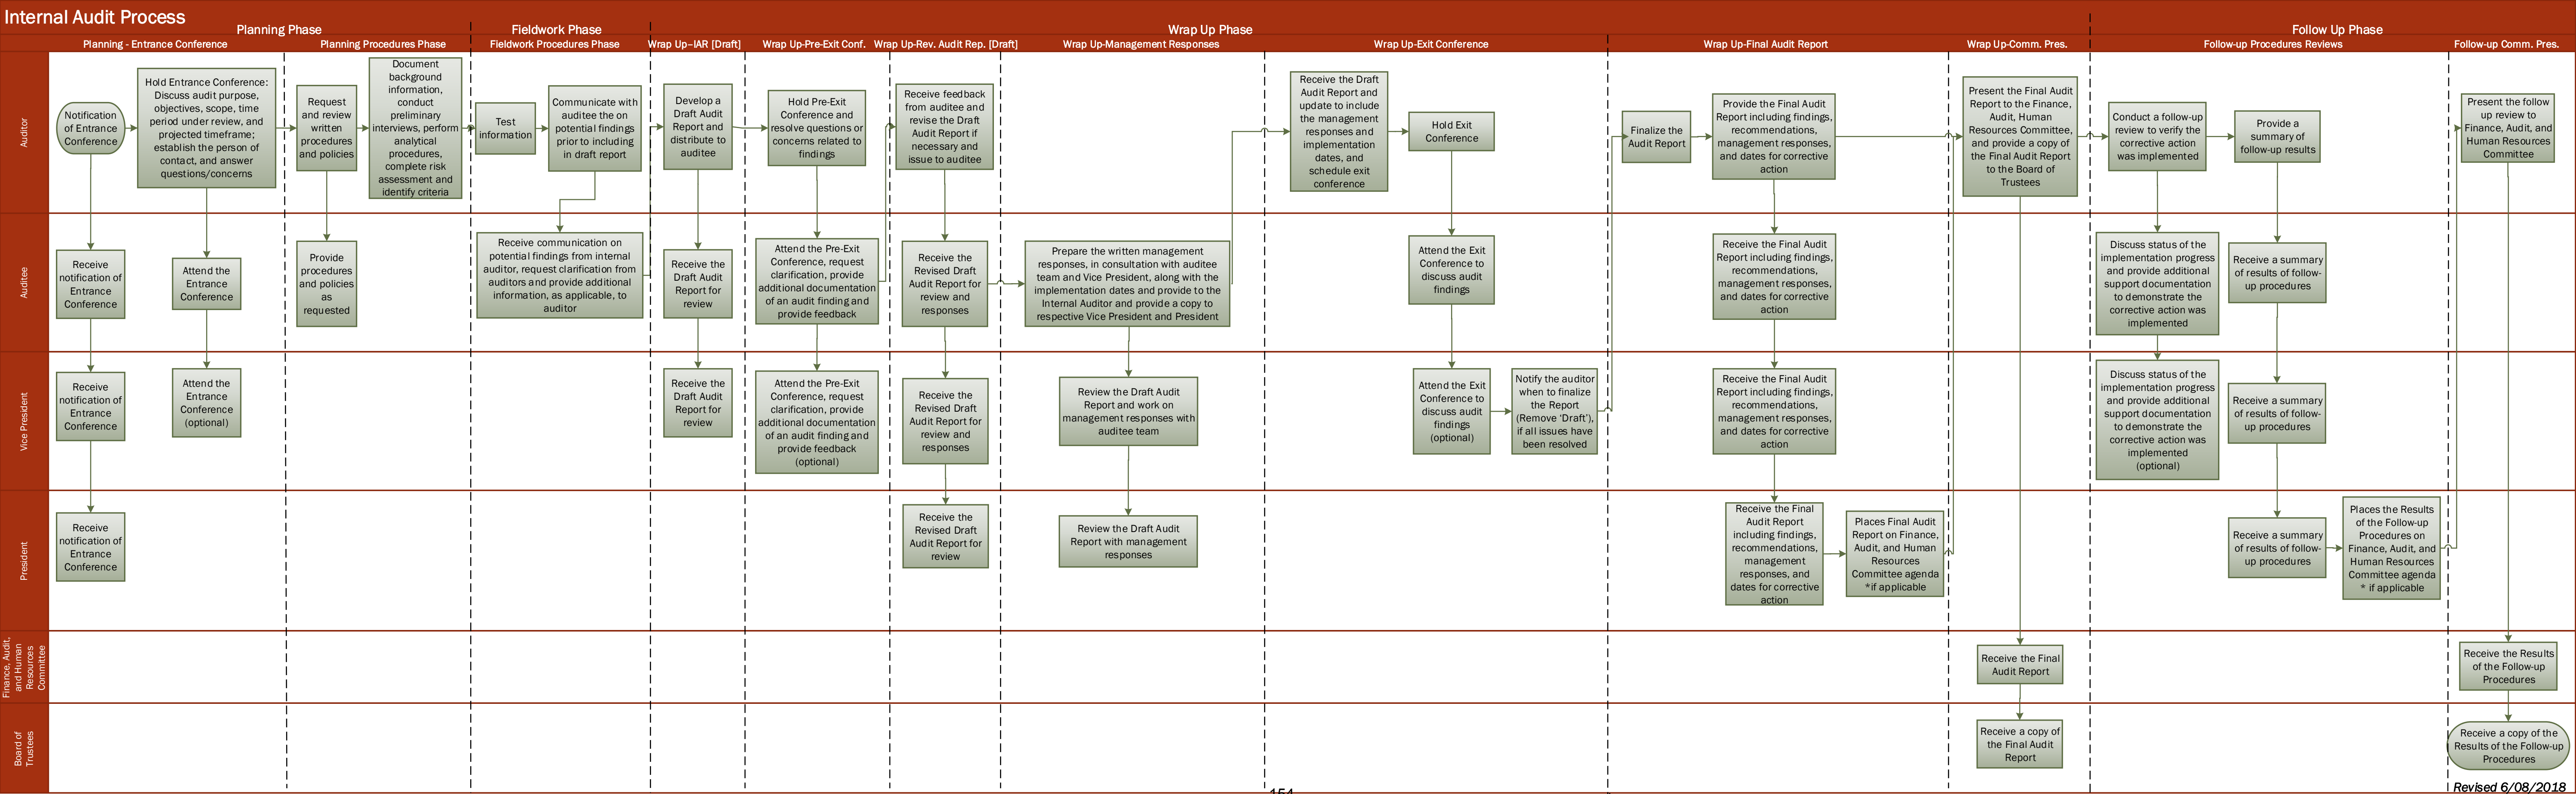 Internal Audit Process
Planning Phase
Fieldwork Phase
Wrap Up Phase
Follow Up Phase
Planning - Entrance Conference
Planning Procedures Phase
Fieldwork Procedures Phase
Wrap Up–IAR [Draft]
Wrap Up-Pre-Exit Conf.
Wrap Up-Rev. Audit Rep. [Draft]
Wrap Up-Management Responses
Wrap Up-Exit Conference
Wrap Up-Final Audit Report
Wrap Up-Comm. Pres.
Follow-up Procedures Reviews
Follow-up Comm. Pres.
Auditor
Notification
of Entrance
Conference
Hold Entrance Conference:
Discuss audit purpose,
objectives, scope, time
period under review, and
projected timeframe;
establish the person of
contact, and answer
questions/concerns
Request
and review
written
procedures
and policies
Document
background
information,
conduct
preliminary
interviews, perform
analytical
procedures,
complete risk
assessment and
identify criteria
Test
information
Communicate with
auditee the on
potential findings
prior to including
in draft report
Develop a
Draft Audit
Report and
distribute to
auditee
Hold Pre-Exit
Conference and
resolve questions or
concerns related to
findings
Receive feedback
from auditee and
revise the Draft
Audit Report if
necessary and
issue to auditee
Receive the Draft
Audit Report and
update to include
the management
responses and
implementation
dates, and
schedule exit
conference
Hold Exit
Conference
Finalize the
Audit Report
Provide the Final Audit
Report including findings,
recommendations,
management responses,
and dates for corrective
action
Present the Final Audit
Report to the Finance,
Audit, Human
Resources Committee,
and provide a copy of
the Final Audit Report
to the Board of
Trustees
Conduct a follow-up
review to verify the
corrective action
was implemented
Provide a
summary of
follow-up results
Present the follow
up review to
Finance, Audit, and
Human Resources
Committee
Auditee
Receive
notification of
Entrance
Conference
Attend the
Entrance
Conference
Provide
procedures
and policies
as
requested
Receive communication on
potential findings from internal
auditor, request clarification from
auditors and provide additional
information, as applicable, to
auditor
Receive the
Draft Audit
Report for
review
Attend the Pre-Exit
Conference, request
clarification, provide
additional documentation
of an audit finding and
provide feedback
Receive the
Revised Draft
Audit Report for
review and
responses
Prepare the written management
responses, in consultation with auditee
team and Vice President, along with the
implementation dates and provide to the
Internal Auditor and provide a copy to
respective Vice President and President
Attend the Exit
Conference to
discuss audit
findings
Receive the Final Audit
Report including findings,
recommendations,
management responses,
and dates for corrective
action
Discuss status of the
implementation progress
and provide additional
support documentation
to demonstrate the
corrective action was
implemented
Receive a summary
of results of follow-
up procedures
Vice President
Receive
notification of
Entrance
Conference
Attend the
Entrance
Conference
(optional)
Receive the
Draft Audit
Report for
review
Attend the Pre-Exit
Conference, request
clarification, provide
additional documentation
of an audit finding and
provide feedback
(optional)
Receive the
Revised Draft
Audit Report for
review and
responses
Review the Draft Audit
Report and work on
management responses with
auditee team
Attend the Exit
Conference to
discuss audit
findings
(optional)
Notify the auditor
when to finalize
the Report
(Remove ‘Draft’),
if all issues have
been resolved
Receive the Final Audit
Report including findings,
recommendations,
management responses,
and dates for corrective
action
Discuss status of the
implementation progress
and provide additional
support documentation
to demonstrate the
corrective action was
implemented
(optional)
Receive a summary
of results of follow-
up procedures
President
Receive
notification of
Entrance
Conference
Receive the
Revised Draft
Audit Report for
review
Review the Draft Audit
Report with management
responses
Receive the Final
Audit Report
including findings,
recommendations,
management
responses, and
dates for corrective
action
Places Final Audit
Report on Finance,
Audit, and Human
Resources
Committee agenda
*if applicable
Receive a summary
of results of follow-
up procedures
Places the Results
of the Follow-up
Procedures on
Finance, Audit, and
Human Resources
Committee agenda
* if applicable
Finance, Audit,
and Human
Resources
Committee
Receive the Final
Audit Report
Receive the Results
of the Follow-up
Procedures
Board of
Trustees
Receive a copy of
the Final Audit
Report
Receive a copy of the
Results of the Follow-up
Procedures
154
Revised 6/08/2018